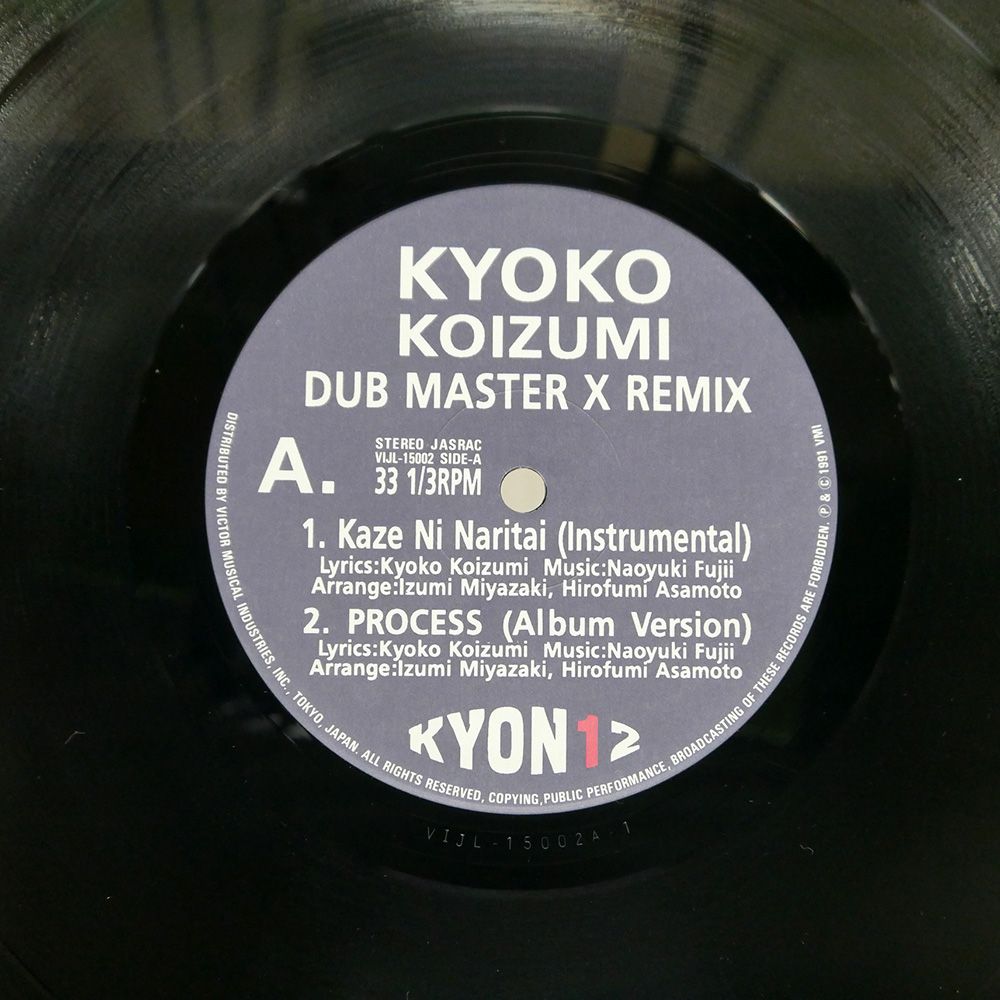 KYOKO
KOIZUMI
DUB MASTER X REMIX
A.
STEREO JASRAC
VIJL-15002 SIDE-A
33 1/3RPM
1. Kaze Ni Naritai (Instrumental)
Lyrics:Kyoko Koizumi Music:Naoyuki Fujii
Arrange:Izumi Miyazaki, Hirofumi Asamoto
2. PROCESS (Album Version)
Lyrics:Kyoko Koizumi Music:Naoyuki Fujii
Arrange:Izumi Miyazaki, Hirofumi Asamoto
KYON12
DISTRIBUTED BY VICTOR MUSICAL INDUSTRIES, INC., TOKYO, JAPAN. ALL RIGHTS RESERVED, COPYING,PUBLIC PERFORMANCE, BROADCASTING OF THESE RECORDS ARE FORBIDDEN. ℗ & © 1991 VMI
VIJL-15002A-1